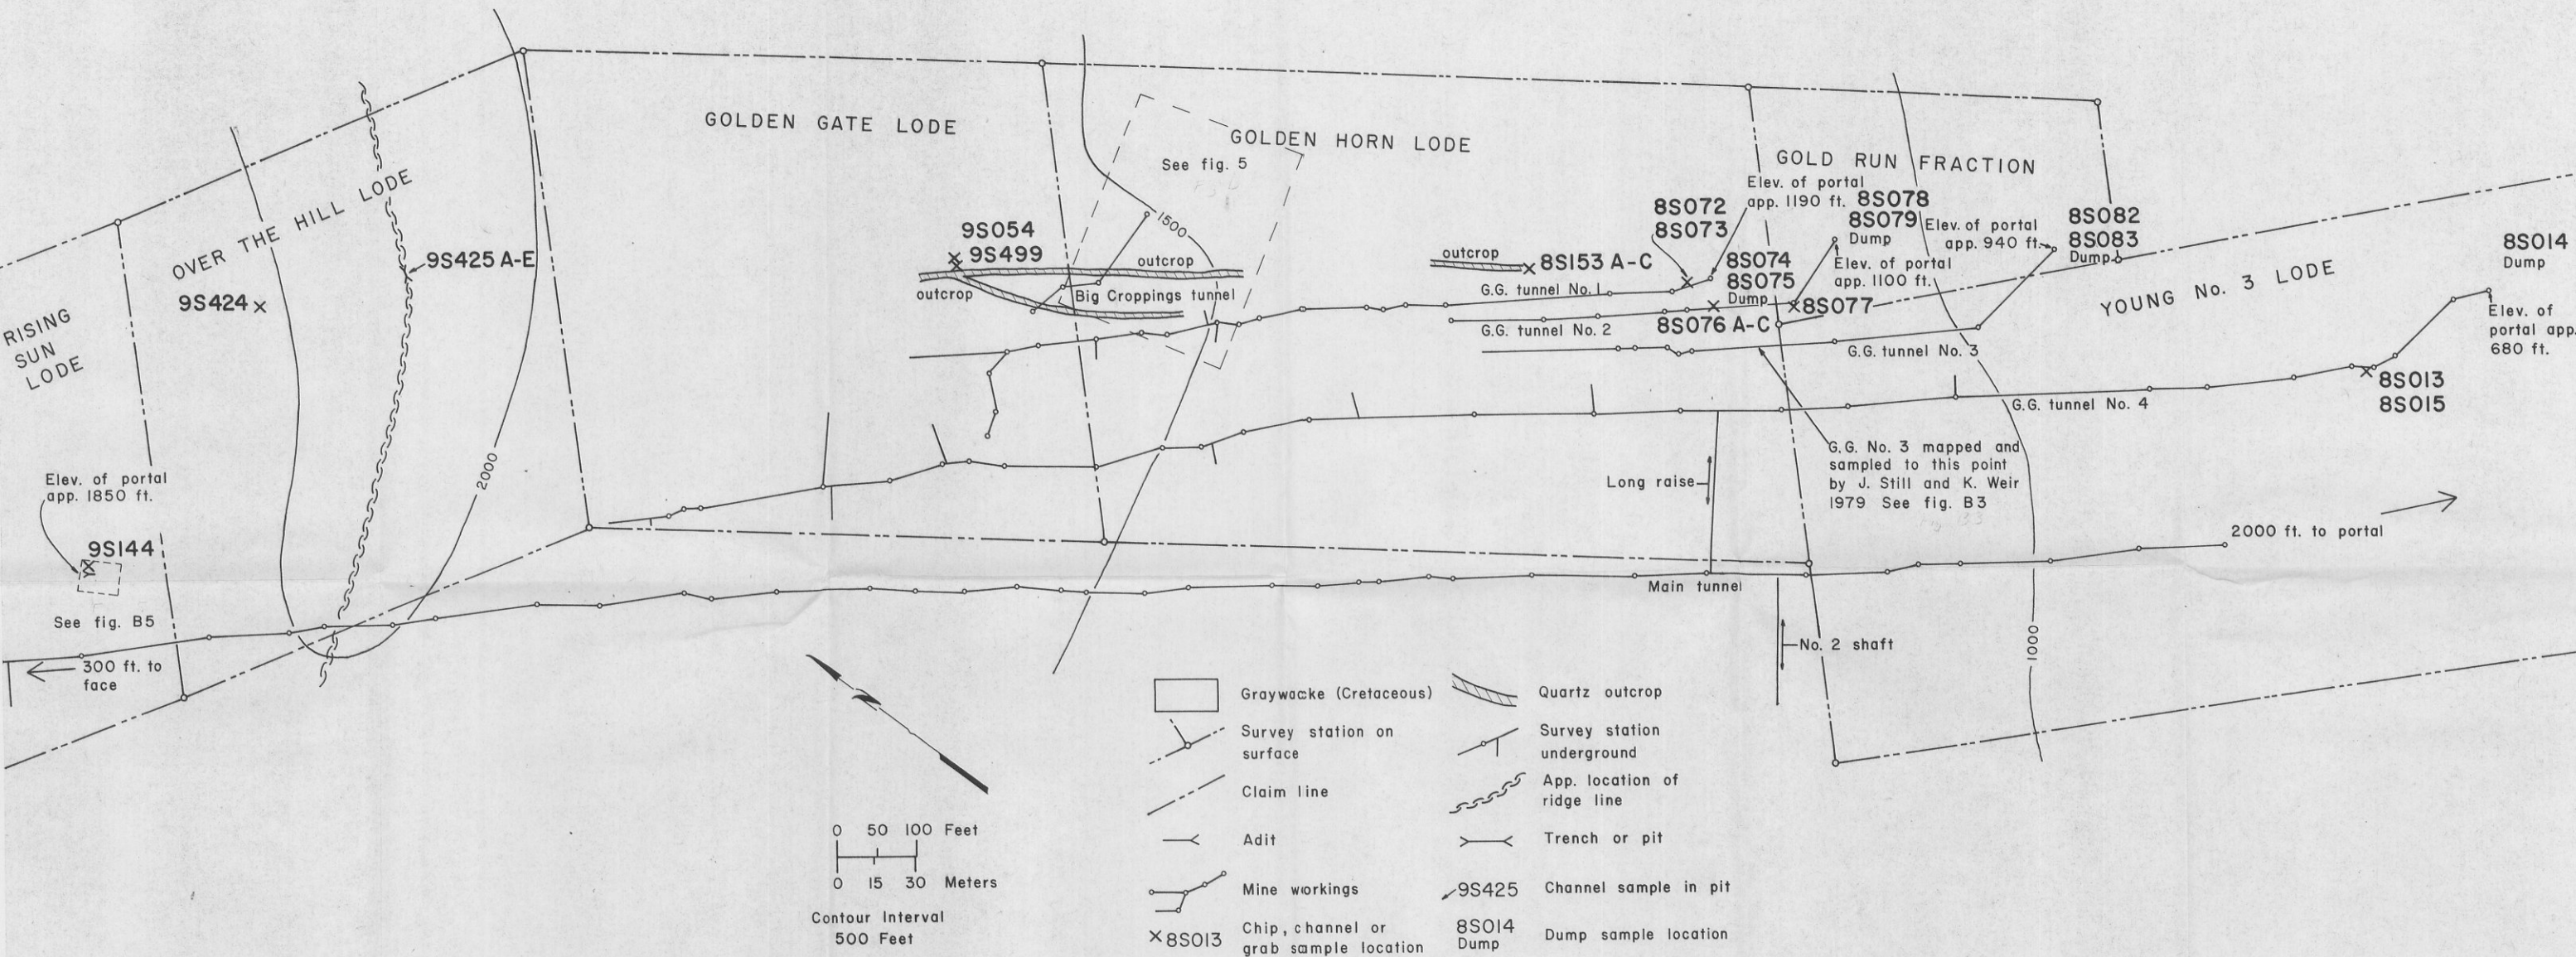 GOLDEN GATE LODE
GOLDEN HORN LODE
See fig. 5
GOLD RUN FRACTION
OVER THE HILL LODE
RISING
SUN
LODE
YOUNG No. 3 LODE
9S424
9S425 A-E
2000
Elev. of portal
app. 1850 ft.
9S144
See fig. B5
300 ft. to
face
9S054
9S499
outcrop
outcrop
Big Croppings tunnel
1500
outcrop
8S153 A-C
8S072
8S073
Elev. of portal
app. 1190 ft.
8S078
8S079
Dump
Elev. of portal
app. 1100 ft.
Elev. of portal
app. 940 ft.
8S082
8S083
Dump
8S014
Dump
Elev. of
portal app.
680 ft.
8S074
8S075
Dump
8S077
8S076 A-C
G.G. tunnel No. 1
G.G. tunnel No. 2
G.G. tunnel No. 3
8S013
8S015
G.G. tunnel No. 4
G.G. No. 3 mapped and
sampled to this point
by J. Still and K. Weir
1979 See fig. B3
Long raise
2000 ft. to portal
Main tunnel
No. 2 shaft
1000
Graywacke (Cretaceous)
Quartz outcrop
Survey station on
surface
Survey station
underground
Claim line
App. location of
ridge line
Adit
Trench or pit
Mine workings
9S425
Channel sample in pit
8S013
Chip, channel or
grab sample location
8S014
Dump
Dump sample location
0 50 100 Feet
0 15 30 Meters
Contour Interval
500 Feet